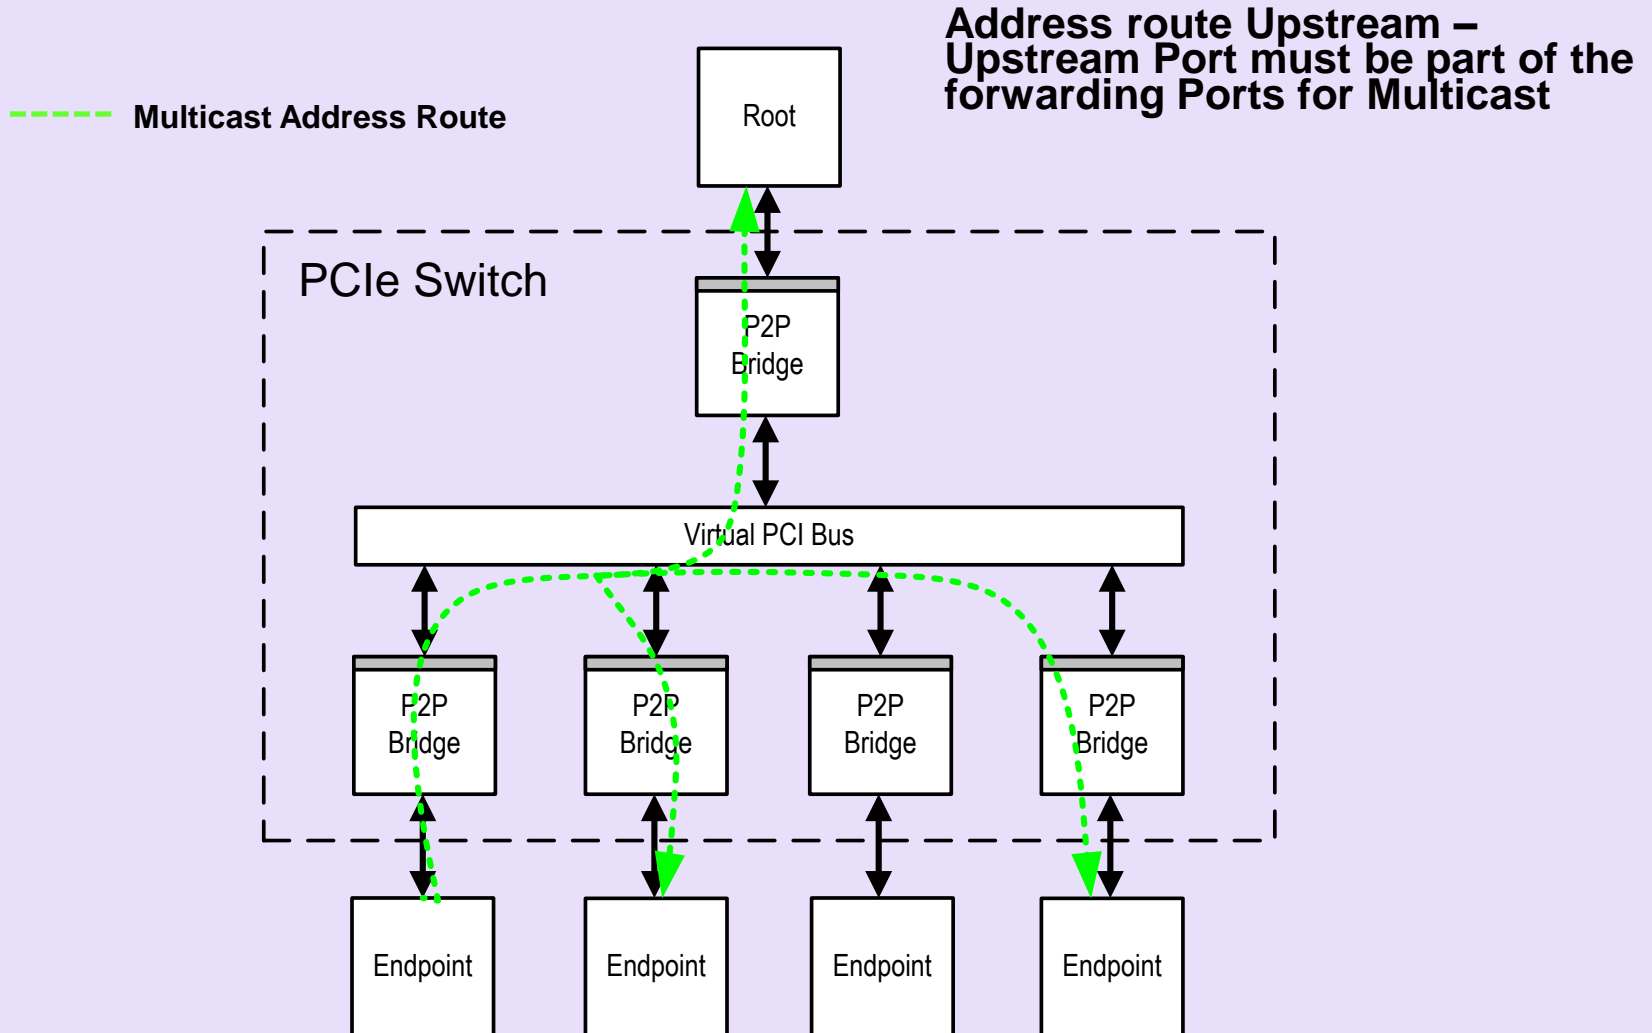 Address route Upstream –
Upstream Port must be part of the
forwarding Ports for Multicast
Multicast Address Route
Root
PCIe Switch
P2P
Bridge
Virtual PCI Bus
P2P
Bridge
P2P
Bridge
P2P
Bridge
P2P
Bridge
Endpoint
Endpoint
Endpoint
Endpoint